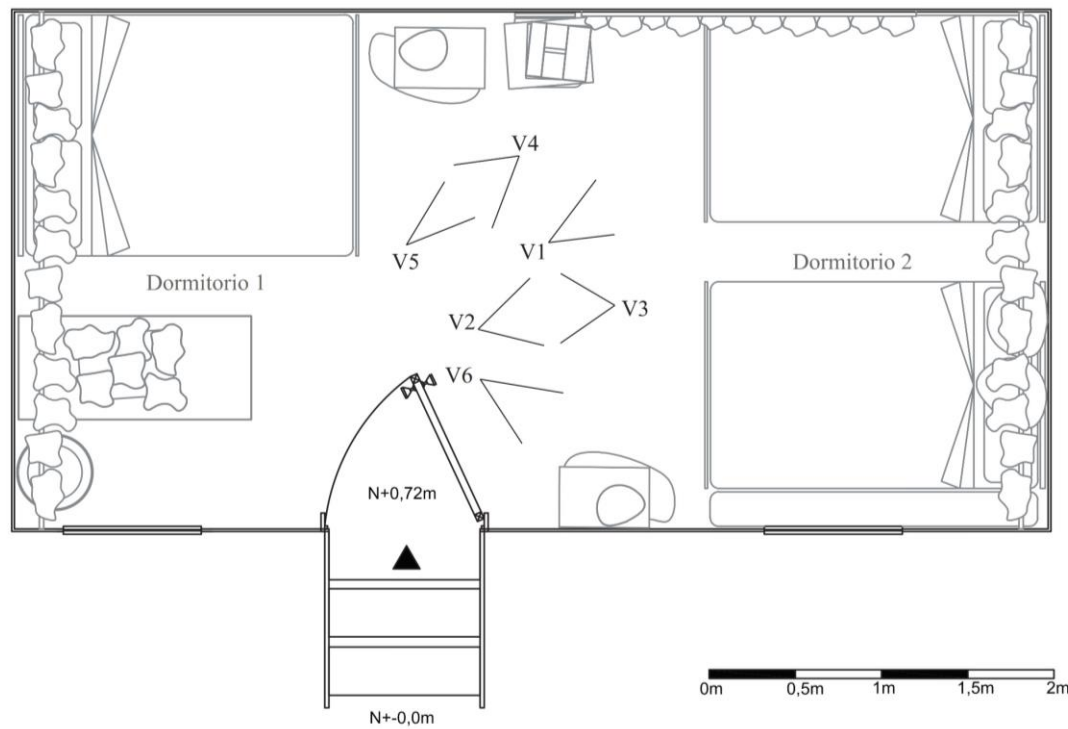 V4
V1
V5
Dormitorio 1
Dormitorio 2
V3
V2
V6
N+0,72m
0m
0,5m
1m
1,5m
2m
N+-0,0m